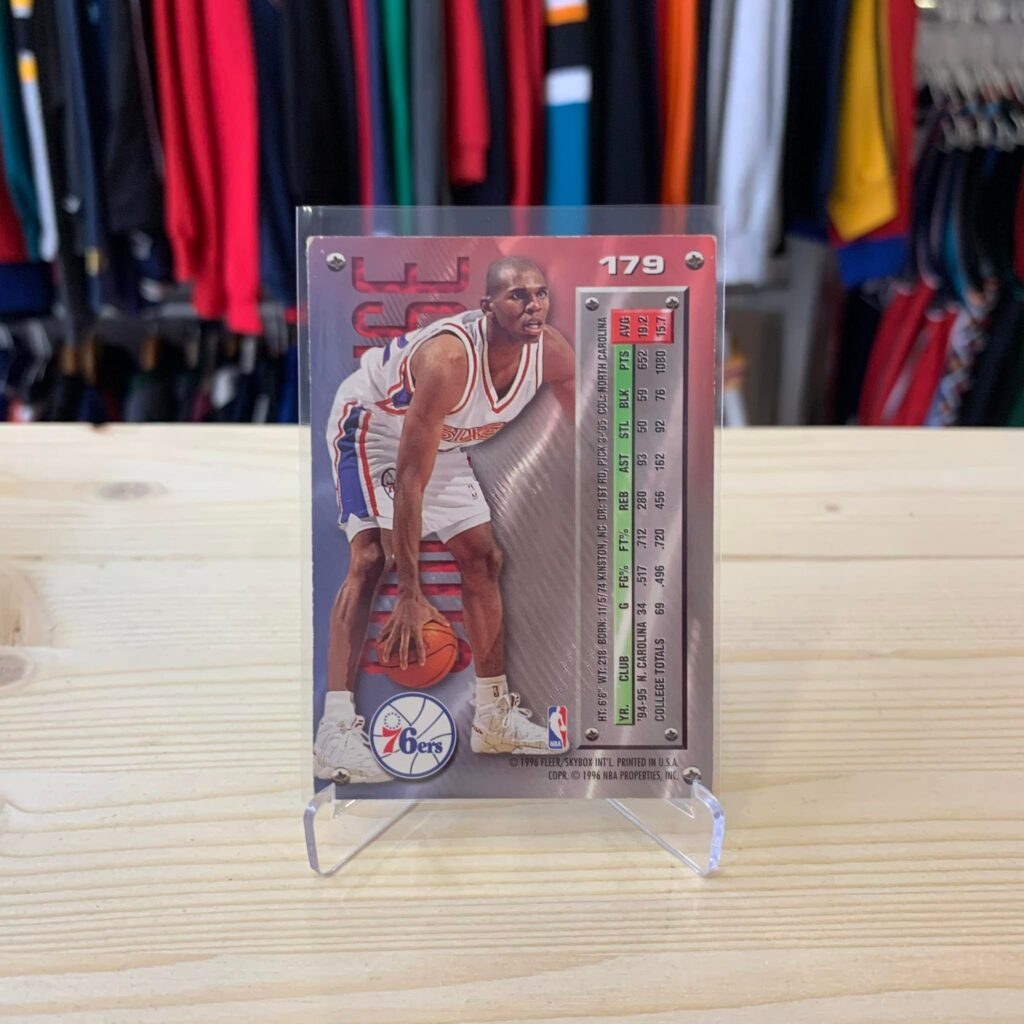 179
HT: 6'6" WT: 218 BORN: 11/5/74 KINSTON, NC DR: 1ST RD, PICK 3-'95 COL: NORTH CAROLINA
YR. CLUB G FG% FT% REB AST STL BLK PTS AVG
'94-95 N. CAROLINA 34 .517 .712 280 93 50 59 652 19.2
COLLEGE TOTALS 69 .496 .720 456 162 92 76 1080 15.7
76ers
NBA
© 1996 FLEER/SKYBOX INT'L. PRINTED IN U.S.A.
COPR. © 1996 NBA PROPERTIES, INC.